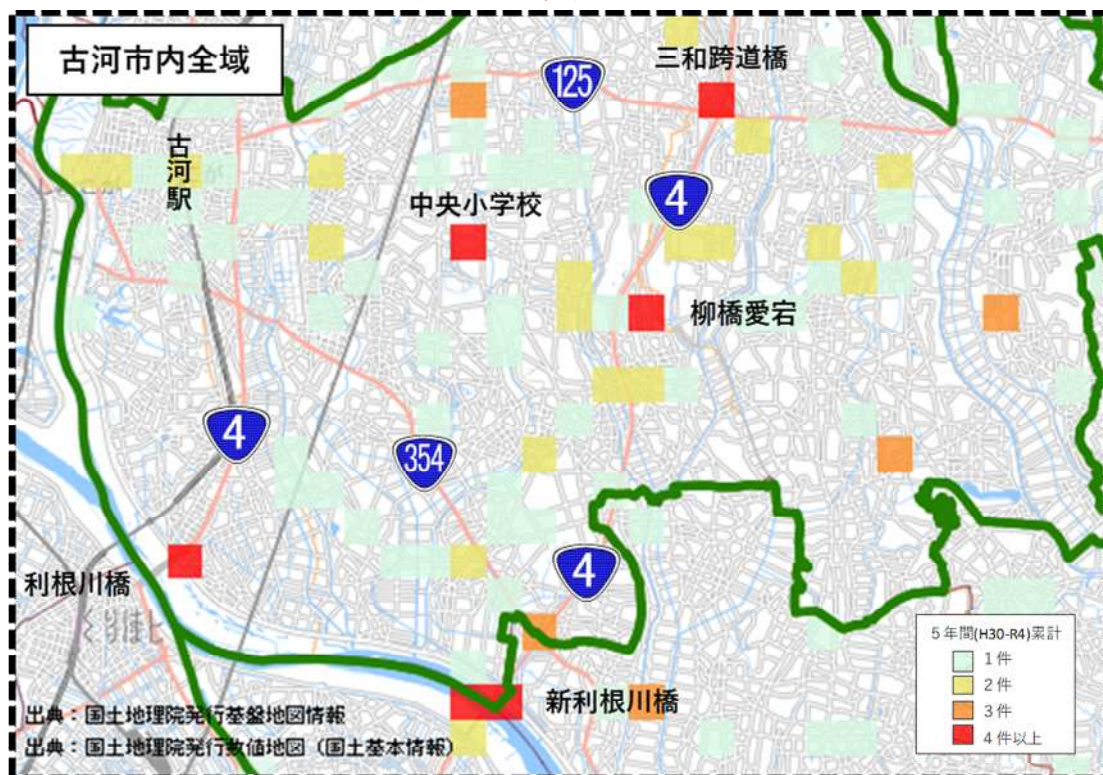 古河市内全域
125
三和跨道橋
古河駅
4
中央小学校
柳橋愛宕
4
354
4
利根川橋
新利根川橋
5年間(H30-R4)累計
1件
2件
3件
4件以上
出典：国土地理院発行基盤地図情報
出典：国土地理院発行数値地図（国土基本情報）